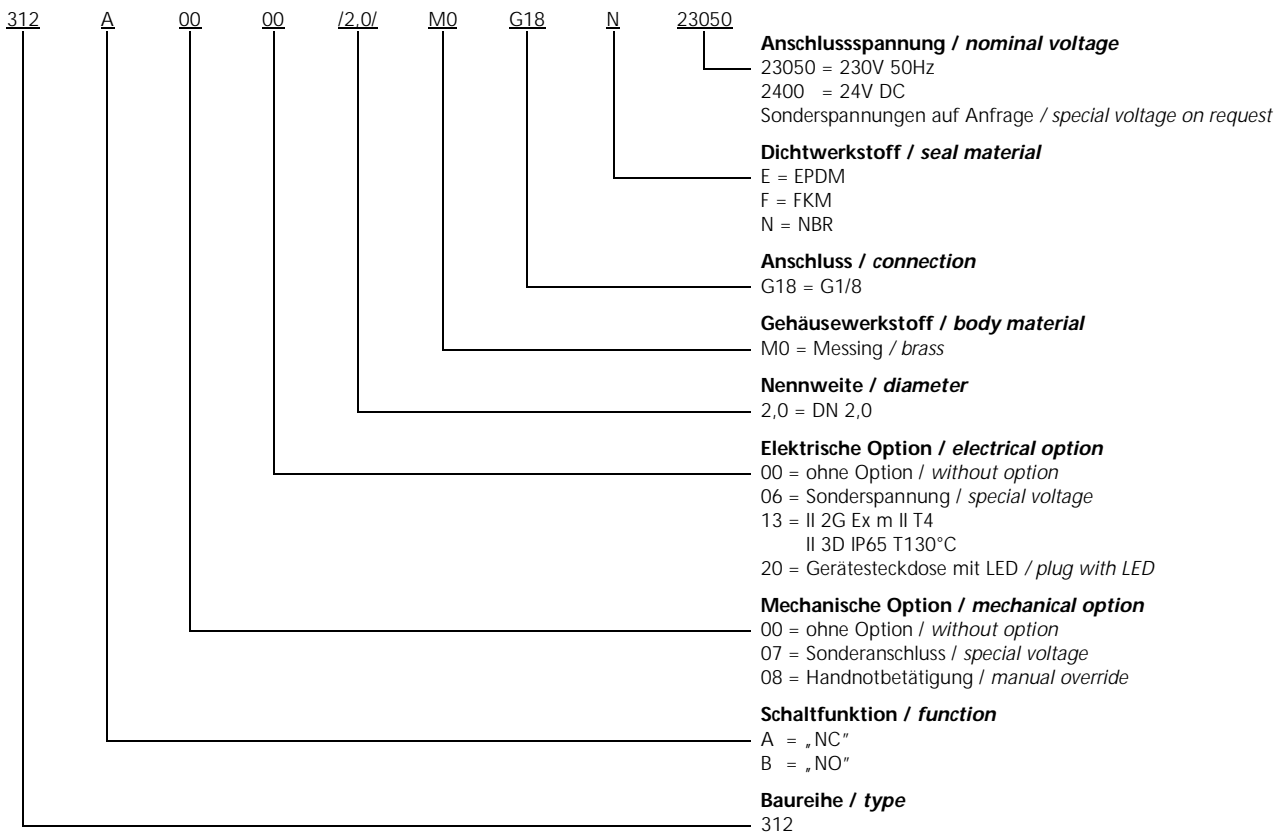 312 A 00 00 /2,0/ M0 G18 N 23050
Anschlussspannung / nominal voltage
23050 = 230V 50Hz
2400 = 24V DC
Sonderspannungen auf Anfrage / special voltage on request
Dichtwerkstoff / seal material
E = EPDM
F = FKM
N = NBR
Anschluss / connection
G18 = G1/8
Gehäusewerkstoff / body material
M0 = Messing / brass
Nennweite / diameter
2,0 = DN 2,0
Elektrische Option / electrical option
00 = ohne Option / without option
06 = Sonderspannung / special voltage
13 = II 2G Ex m II T4
II 3D IP65 T130°C
20 = Gerätesteckdose mit LED / plug with LED
Mechanische Option / mechanical option
00 = ohne Option / without option
07 = Sonderanschluss / special voltage
08 = Handnotbetätigung / manual override
Schaltfunktion / function
A = „NC"
B = „NO"
Baureihe / type
312